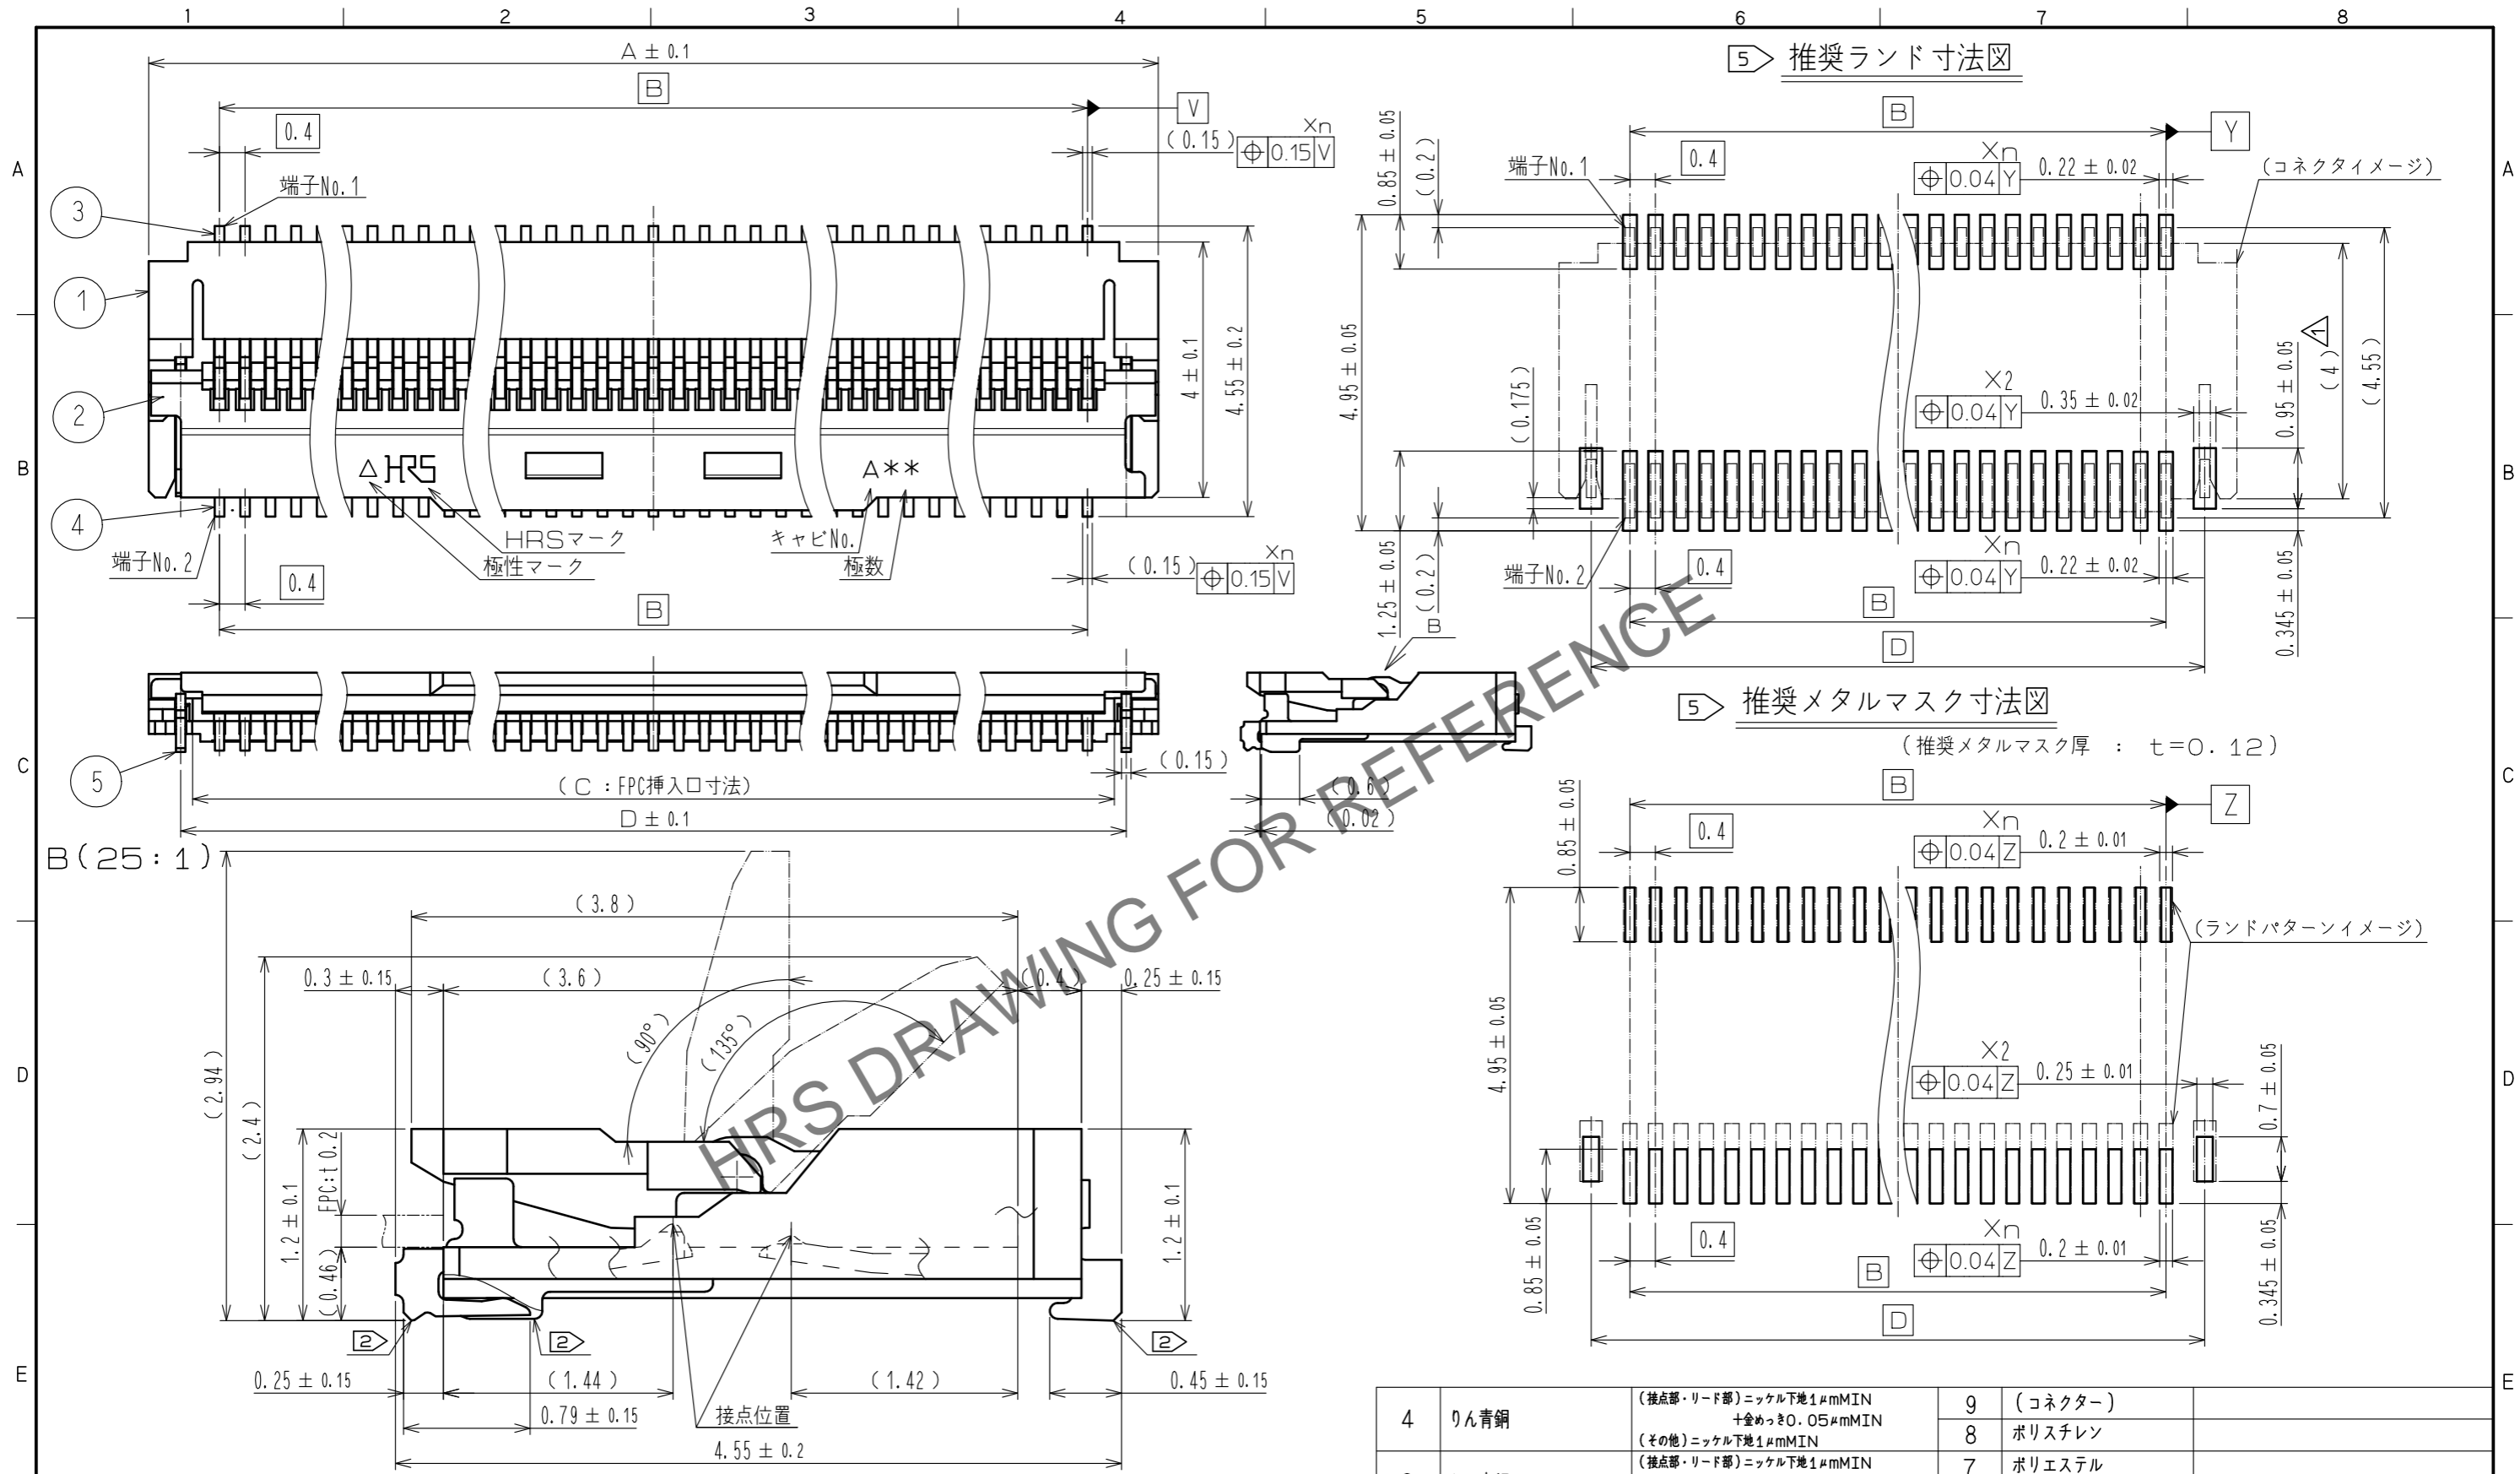 1 2 3 4 5 6 7 8
A
B
C
D
E
A
B
C
D
E
A ± 0.1
B
V
0.4
(0.15)
Xn
⌖ 0.15 V
端子No.1
3
1
2
4
端子No.2
0.4
△HRS
A**
HRSマーク
極性マーク
キャビNo.
極数
4 ± 0.1
4.55 ± 0.2
(0.15)
Xn
⌖ 0.15 V
B
5
(0.15)
(C:FPC挿入口寸法)
D ± 0.1
B
(0.6)
(0.02)
B(25:1)
(3.8)
0.3 ± 0.15
(3.6)
(0.4)
0.25 ± 0.15
(90°)
(135°)
(2.94)
(2.4)
1.2 ± 0.1
FPC:t 0.2
(0.46)
1.2 ± 0.1
2
2
2
0.25 ± 0.15
(1.44)
(1.42)
0.45 ± 0.15
0.79 ± 0.15
接点位置
4.55 ± 0.2
5 推奨ランド寸法図
B
Y
0.85 ± 0.05
(0.2)
端子No.1
0.4
Xn
⌖ 0.04 Y
0.22 ± 0.02
(コネクタイメージ)
4.95 ± 0.05
(0.175)
X2
⌖ 0.04 Y
0.35 ± 0.02
0.95 ± 0.05
1
(4)
(4.55)
1.25 ± 0.05
(0.2)
端子No.2
0.4
Xn
⌖ 0.04 Y
0.22 ± 0.02
0.345 ± 0.05
B
D
5 推奨メタルマスク寸法図
(推奨メタルマスク厚 : t=0.12)
B
Z
0.85 ± 0.05
0.4
Xn
⌖ 0.04 Z
0.2 ± 0.01
(ランドパターンイメージ)
4.95 ± 0.05
X2
⌖ 0.04 Z
0.25 ± 0.01
0.7 ± 0.05
0.85 ± 0.05
0.4
Xn
⌖ 0.04 Z
0.2 ± 0.01
0.345 ± 0.05
B
D
HRS DRAWING FOR REFERENCE
4 りん青銅
(接点部・リード部)ニッケル下地1μmMIN
+金めっき0.05μmMIN
(その他)ニッケル下地1μmMIN
(接点部・リード部)ニッケル下地1μmMIN
9 (コネクター)
8 ポリスチレン
7 ポリエステル